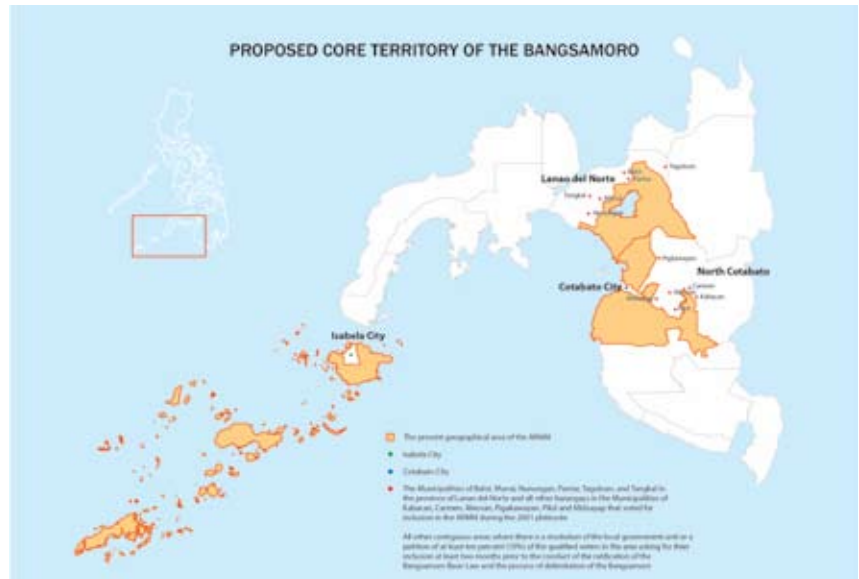 PROPOSED CORE TERRITORY OF THE BANGSAMORO
Lanao del Norte
Tagoloan
Tangkal
Pigkawayan
North Cotabato
Cotabato City
Carmen
Kabacan
Isabela City
The present geographical area of the ARMM
Isabela City
Cotabato City
The Municipalities of Baloi, Munai, Nunungan, Pantar, Tagoloan, and Tangkal in
the province of Lanao del Norte and all other barangays in the Municipalities of
Kabacan, Carmen, Aleosan, Pigkawayan, Pikit and Midsayap that voted for
inclusion in the ARMM during the 2001 plebiscite
All other contiguous areas where there is a resolution of the local government unit or a
petition of at least ten percent (10%) of the qualified voters in the area asking for their
inclusion at least two months prior to the conduct of the ratification of the
Bangsamoro Basic Law and the process of delimitation of the Bangsamoro